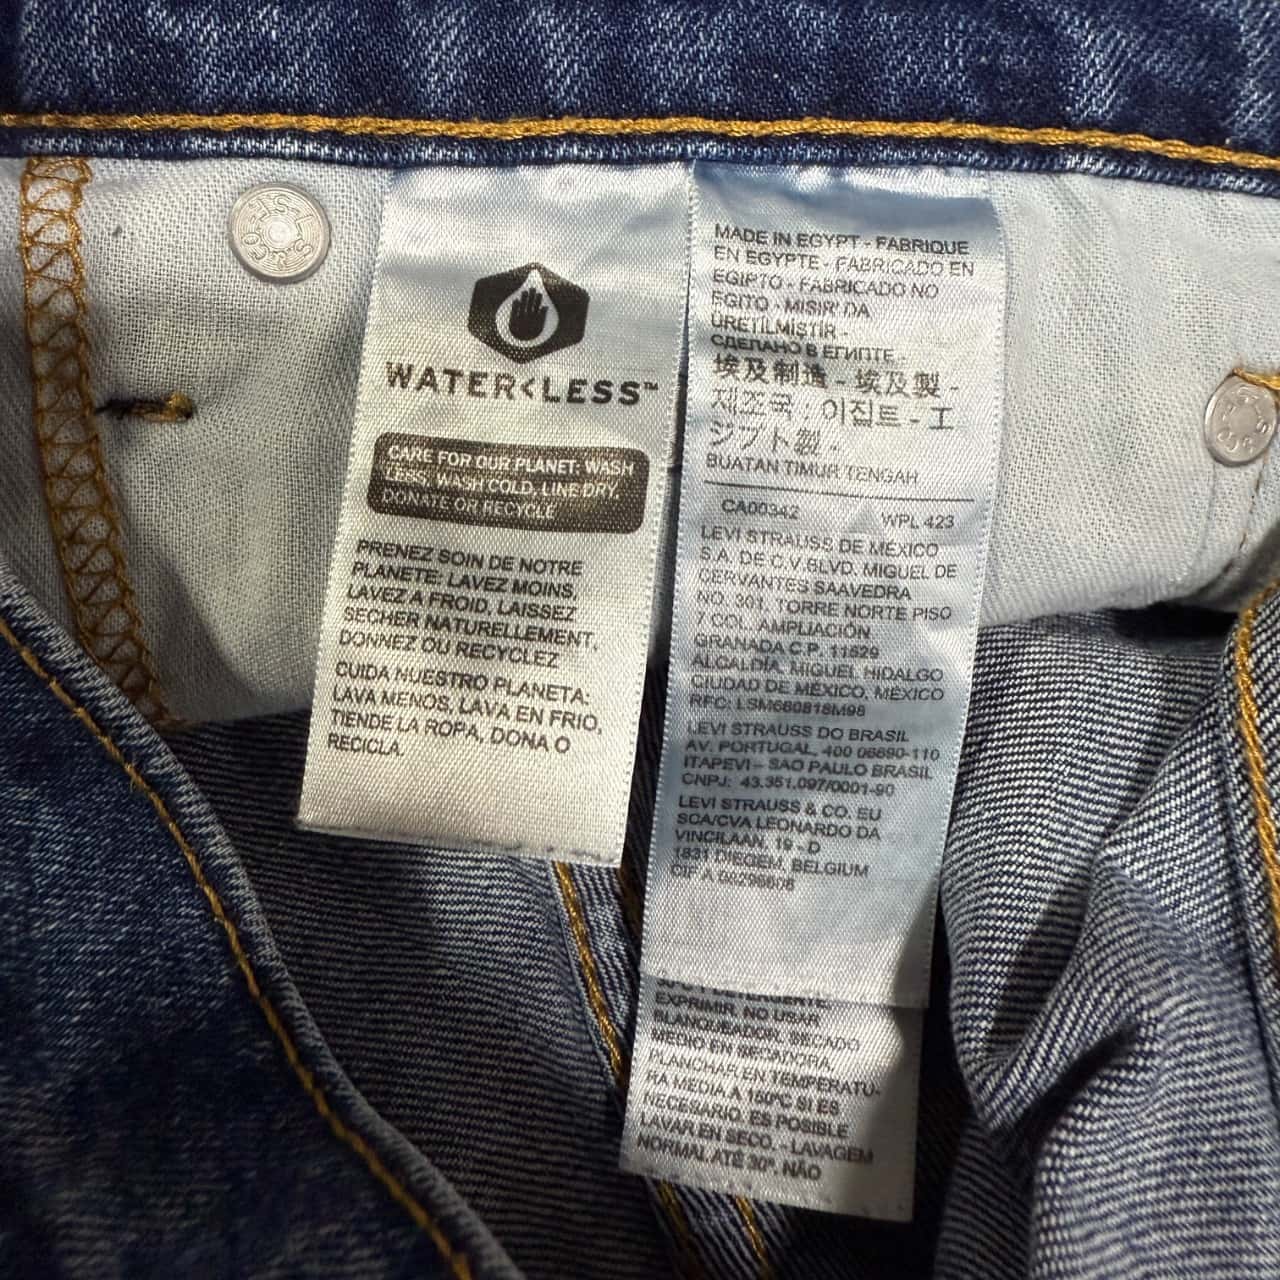 WATER<LESS™
CARE FOR OUR PLANET: WASH
LESS, WASH COLD, LINE DRY,
DONATE OR RECYCLE
PRENEZ SOIN DE NOTRE
PLANETE: LAVEZ MOINS,
LAVEZ A FROID, LAISSEZ
SECHER NATURELLEMENT,
DONNEZ OU RECYCLEZ
CUIDA NUESTRO PLANETA:
LAVA MENOS, LAVA EN FRIO,
TIENDE LA ROPA, DONA O
RECICLA.
MADE IN EGYPT - FABRIQUE
EN EGYPTE - FABRICADO EN
EGIPTO - FABRICADO NO
EGITO - MISIR' DA
ÜRETILMIŞTIR -
СДЕЛАНО В ЕГИПТЕ -
埃及制造 - 埃及製 -
제조국 : 이집트 - エ
ジプト製 -
BUATAN TIMUR TENGAH
CA00342 WPL 423
LEVI STRAUSS DE MEXICO
S.A. DE C.V.BLVD. MIGUEL DE
CERVANTES SAAVEDRA
NO. 301, TORRE NORTE PISO
7 COL. AMPLIACIÓN
GRANADA C.P. 11529
ALCALDÍA, MIGUEL HIDALGO
CIUDAD DE MÉXICO, MÉXICO
RFC: LSM680818M98
LEVI STRAUSS DO BRASIL
AV. PORTUGAL, 400 06690-110
ITAPEVI – SAO PAULO BRASIL
CNPJ: 43.351.097/0001-90
LEVI STRAUSS & CO. EU
SCA/CVA LEONARDO DA
VINCILAAN, 19 - D
1831 DIEGEM, BELGIUM
CIF A 08296608
DETERGENTE.
EXPRIMIR, NO USAR
BLANQUEADOR, SECADO
MEDIO EN SECADORA,
PLANCHAR EN TEMPERATU-
RA MEDIA A 150°C SI ES
NECESARIO. ES POSIBLE
LAVAR EN SECO, - LAVAGEM
NORMAL ATÉ 30°, NÃO